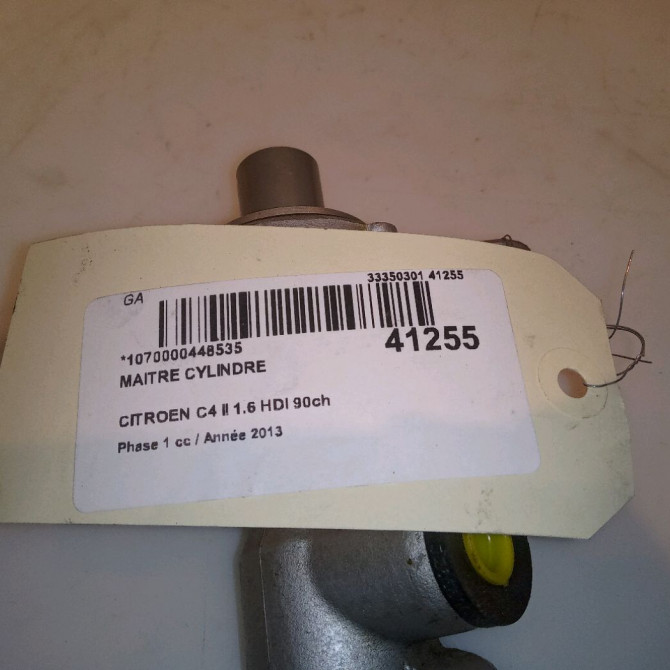 GA
33350301 41255
*1070000448535
41255
MAITRE CYLINDRE
CITROEN C4 II 1.6 HDI 90ch
Phase 1 cc / Année 2013